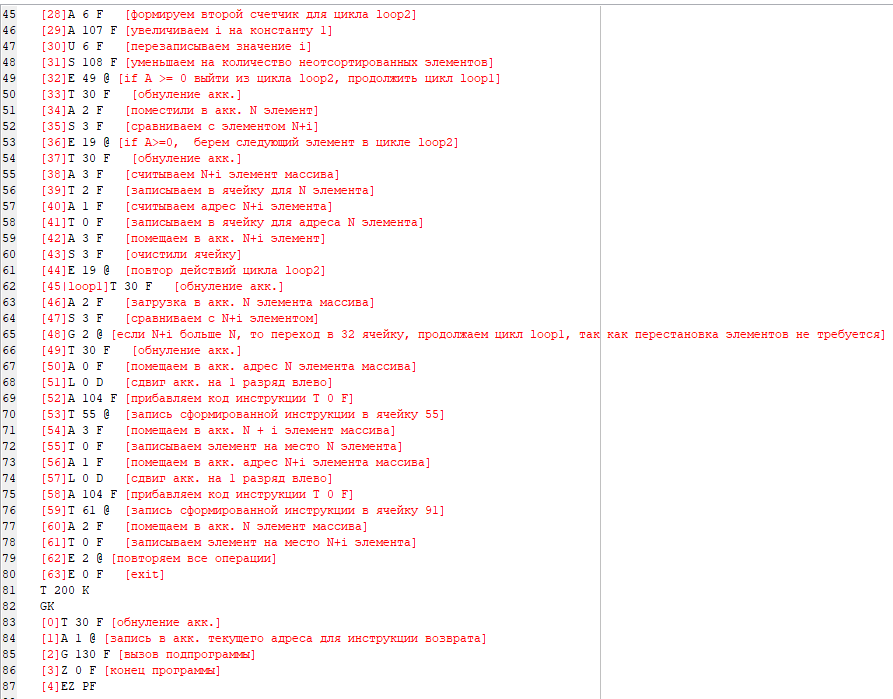 45 [28]A 6 F [формируем второй счетчик для цикла loop2]
46 [29]A 107 F [увеличиваем i на константу 1]
47 [30]U 6 F [перезаписываем значение i]
48 [31]S 108 F [уменьшаем на количество неотсортированных элементов]
49 [32]E 49 @ [if A >= 0 выйти из цикла loop2, продолжить цикл loop1]
50 [33]T 30 F [обнуление акк.]
51 [34]A 2 F [поместили в акк. N элемент]
52 [35]S 3 F [сравниваем с элементом N+i]
53 [36]E 19 @ [if A>=0, берем следующий элемент в цикле loop2]
54 [37]T 30 F [обнуление акк.]
55 [38]A 3 F [считываем N+i элемент массива]
56 [39]T 2 F [записываем в ячейку для N элемента]
57 [40]A 1 F [считываем адрес N+i элемента]
58 [41]T 0 F [записываем в ячейку для адреса N элемента]
59 [42]A 3 F [помещаем в акк. N+i элемент]
60 [43]S 3 F [очистили ячейку]
61 [44]E 19 @ [повтор действий цикла loop2]
62 [45|loop1]T 30 F [обнуление акк.]
63 [46]A 2 F [загрузка в акк. N элемента массива]
64 [47]S 3 F [сравниваем с N+i элементом]
65 [48]G 2 @ [если N+i больше N, то переход в 32 ячейку, продолжаем цикл loop1, так как перестановка элементов не требуется]
66 [49]T 30 F [обнуление акк.]
67 [50]A 0 F [помещаем в акк. адрес N элемента массива]
68 [51]L 0 D [сдвиг акк. на 1 разряд влево]
69 [52]A 104 F [прибавляем код инструкции T 0 F]
70 [53]T 55 @ [запись сформированной инструкции в ячейку 55]
71 [54]A 3 F [помещаем в акк. N + i элемент массива]
72 [55]T 0 F [записываем элемент на место N элемента]
73 [56]A 1 F [помещаем в акк. адрес N+i элемента массива]
74 [57]L 0 D [сдвиг акк. на 1 разряд влево]
75 [58]A 104 F [прибавляем код инструкции T 0 F]
76 [59]T 61 @ [запись сформированной инструкции в ячейку 91]
77 [60]A 2 F [помещаем в акк. N элемент массива]
78 [61]T 0 F [записываем элемент на место N+i элемента]
79 [62]E 2 @ [повторяем все операции]
80 [63]E 0 F [exit]
81 T 200 K
82 GK
83 [0]T 30 F [обнуление акк.]
84 [1]A 1 @ [запись в акк. текущего адреса для инструкции возврата]
85 [2]G 130 F [вызов подпрограммы]
86 [3]Z 0 F [конец программы]
87 [4]EZ PF